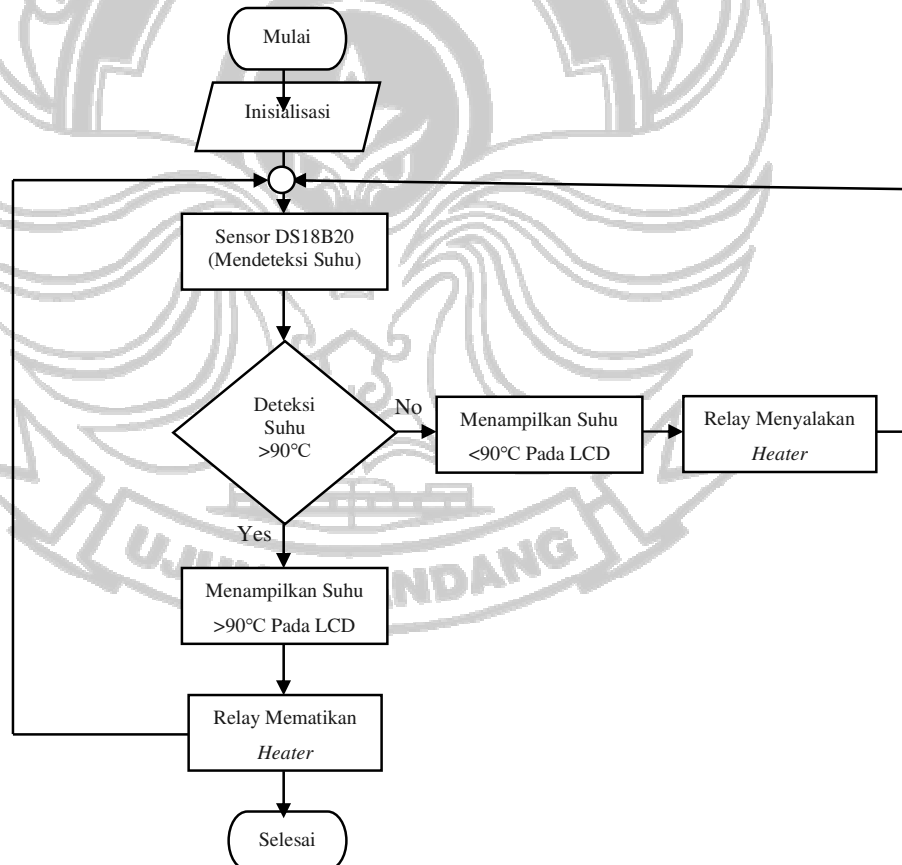 Mulai
Inisialisasi
Sensor DS18B20
(Mendeteksi Suhu)
Deteksi
Suhu
>90°C
No
Menampilkan Suhu
<90°C Pada LCD
Relay Menyalakan
Heater
Yes
Menampilkan Suhu
>90°C Pada LCD
Relay Mematikan
Heater
Selesai